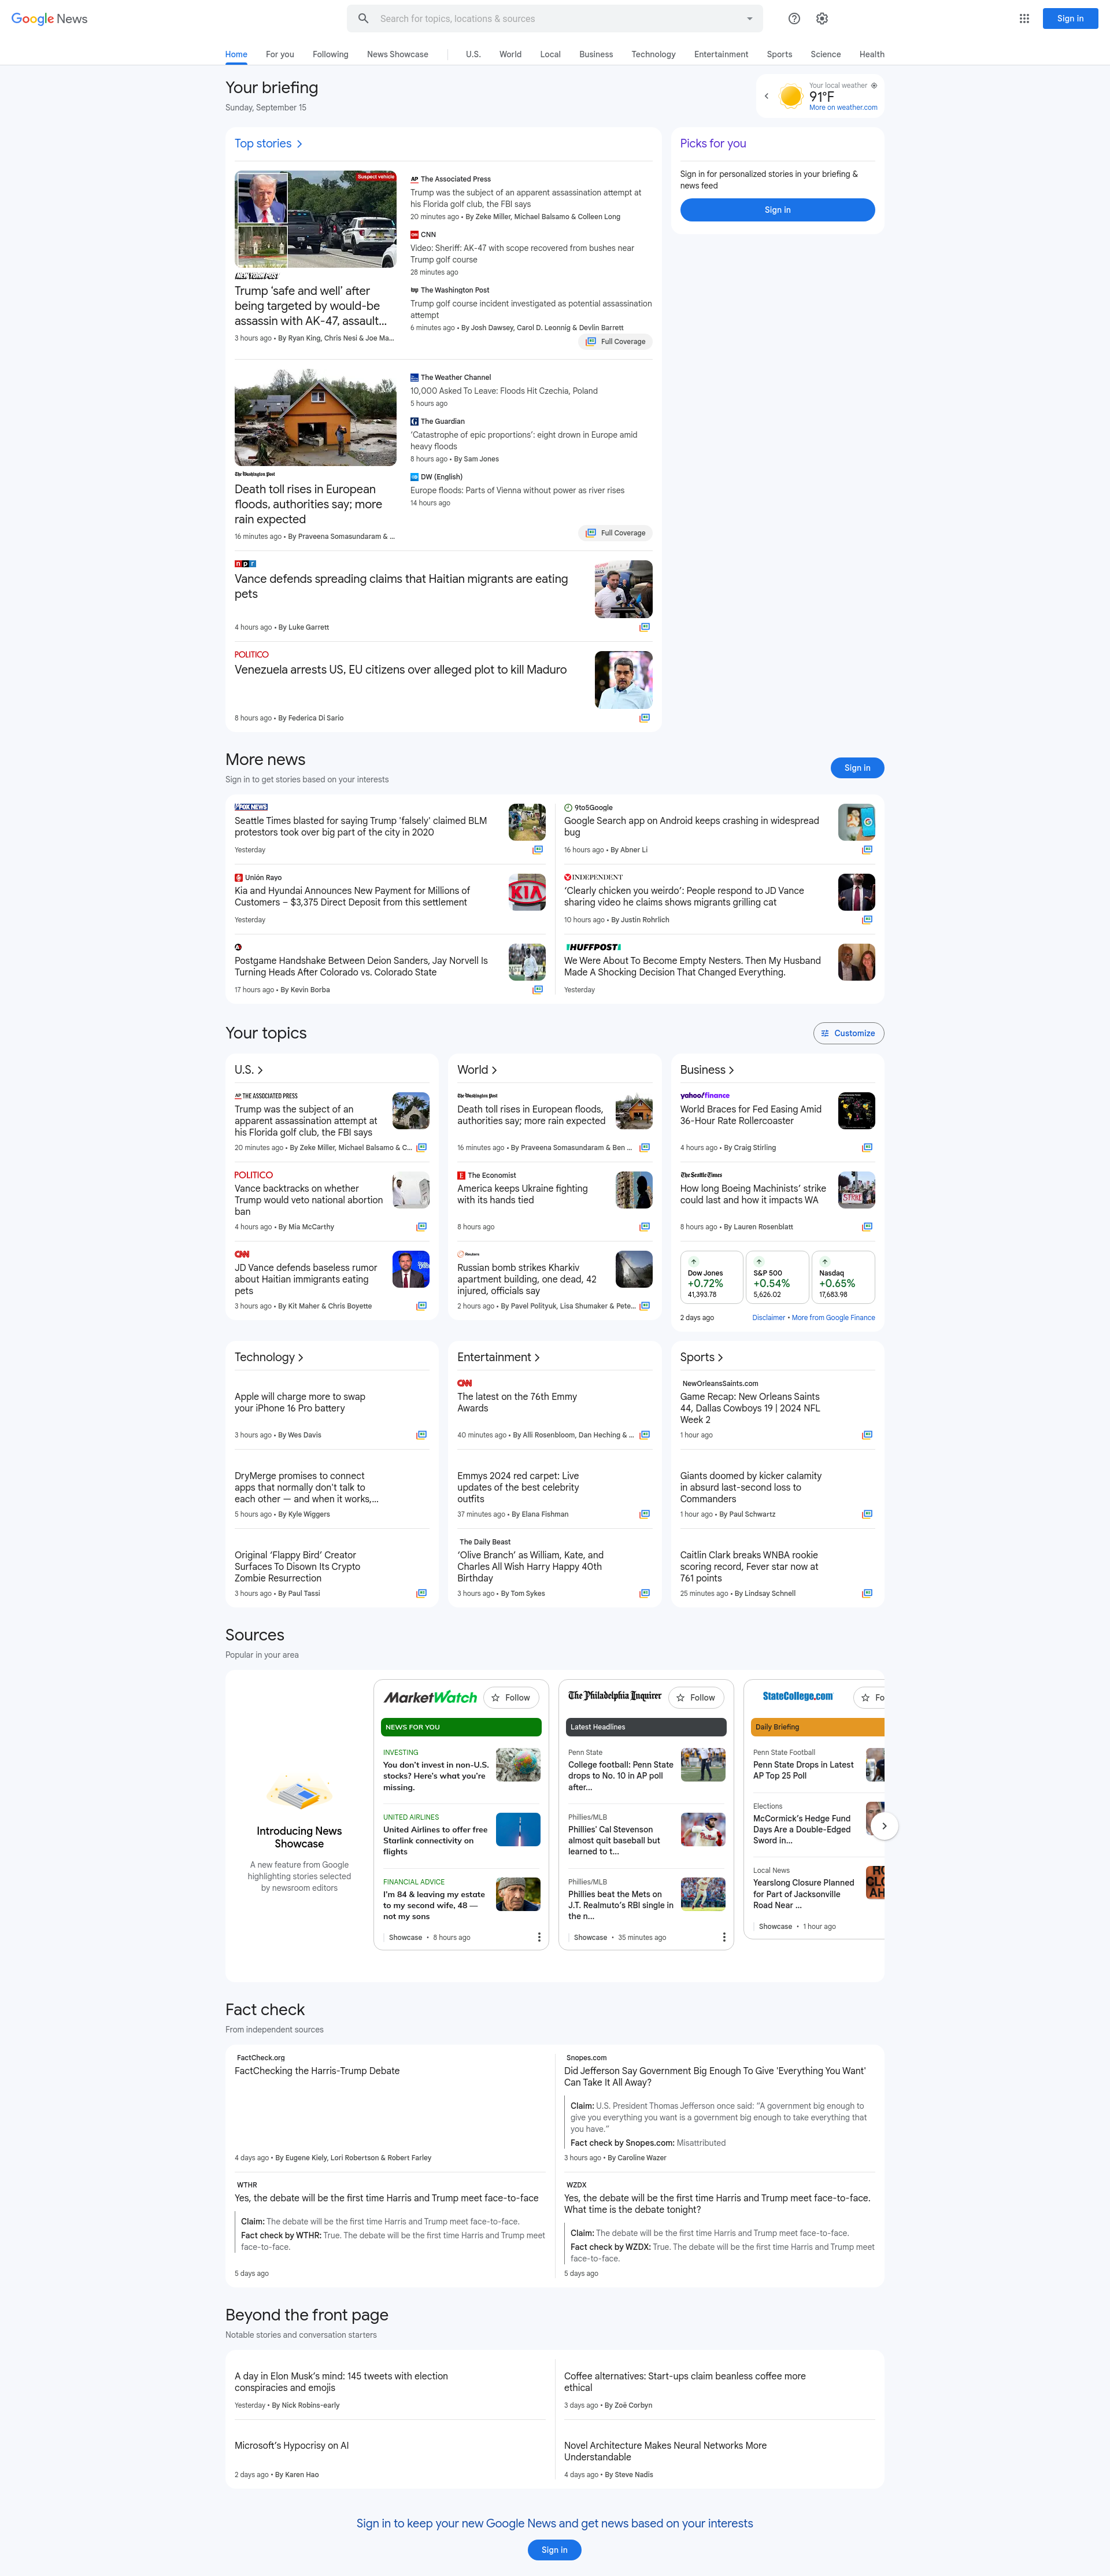 Google News
Search for topics, locations & sources
Sign in
Home
For you
Following
News Showcase
U.S.
World
Local
Business
Technology
Entertainment
Sports
Science
Health
Your briefing
Sunday, September 15
Your local weather
91°F
More on weather.com
Top stories
Suspect vehicle
NEW YORK POST
Trump ‘safe and well’ after
being targeted by would-be
assassin with AK-47, assault...
3 hours ago • By Ryan King, Chris Nesi & Joe Ma...
AP The Associated Press
Trump was the subject of an apparent assassination attempt at
his Florida golf club, the FBI says
20 minutes ago • By Zeke Miller, Michael Balsamo & Colleen Long
CNN
Video: Sheriff: AK-47 with scope recovered from bushes near
Trump golf course
28 minutes ago
The Washington Post
Trump golf course incident investigated as potential assassination
attempt
6 minutes ago • By Josh Dawsey, Carol D. Leonnig & Devlin Barrett
Full Coverage
The Washington Post
Death toll rises in European
floods, authorities say; more
rain expected
16 minutes ago • By Praveena Somasundaram & ...
The Weather Channel
10,000 Asked To Leave: Floods Hit Czechia, Poland
5 hours ago
The Guardian
‘Catastrophe of epic proportions’: eight drown in Europe amid
heavy floods
8 hours ago • By Sam Jones
DW (English)
Europe floods: Parts of Vienna without power as river rises
14 hours ago
Full Coverage
npr
Vance defends spreading claims that Haitian migrants are eating
pets
4 hours ago • By Luke Garrett
POLITICO
Venezuela arrests US, EU citizens over alleged plot to kill Maduro
8 hours ago • By Federica Di Sario
Picks for you
Sign in for personalized stories in your briefing &
news feed
Sign in
More news
Sign in to get stories based on your interests
Sign in
FOX NEWS
Seattle Times blasted for saying Trump 'falsely' claimed BLM
protestors took over big part of the city in 2020
Yesterday
Unión Rayo
Kia and Hyundai Announces New Payment for Millions of
Customers – $3,375 Direct Deposit from this settlement
Yesterday
KIA
Postgame Handshake Between Deion Sanders, Jay Norvell Is
Turning Heads After Colorado vs. Colorado State
17 hours ago • By Kevin Borba
9to5Google
Google Search app on Android keeps crashing in widespread
bug
16 hours ago • By Abner Li
INDEPENDENT
‘Clearly chicken you weirdo’: People respond to JD Vance
sharing video he claims shows migrants grilling cat
10 hours ago • By Justin Rohrlich
HUFFPOST
We Were About To Become Empty Nesters. Then My Husband
Made A Shocking Decision That Changed Everything.
Yesterday
Your topics
Customize
U.S.
AP THE ASSOCIATED PRESS
Trump was the subject of an
apparent assassination attempt at
his Florida golf club, the FBI says
20 minutes ago • By Zeke Miller, Michael Balsamo & C...
POLITICO
Vance backtracks on whether
Trump would veto national abortion
ban
4 hours ago • By Mia McCarthy
CNN
JD Vance defends baseless rumor
about Haitian immigrants eating
pets
3 hours ago • By Kit Maher & Chris Boyette
World
The Washington Post
Death toll rises in European floods,
authorities say; more rain expected
16 minutes ago • By Praveena Somasundaram & Ben ...
The Economist
America keeps Ukraine fighting
with its hands tied
8 hours ago
Reuters
Russian bomb strikes Kharkiv
apartment building, one dead, 42
injured, officials say
2 hours ago • By Pavel Polityuk, Lisa Shumaker & Pete...
Business
yahoo!finance
World Braces for Fed Easing Amid
36-Hour Rate Rollercoaster
4 hours ago • By Craig Stirling
The Seattle Times
How long Boeing Machinists’ strike
could last and how it impacts WA
8 hours ago • By Lauren Rosenblatt
STRIKE
Dow Jones
+0.72%
41,393.78
S&P 500
+0.54%
5,626.02
Nasdaq
+0.65%
17,683.98
2 days ago
Disclaimer • More from Google Finance
Technology
Apple will charge more to swap
your iPhone 16 Pro battery
3 hours ago • By Wes Davis
DryMerge promises to connect
apps that normally don't talk to
each other — and when it works,...
5 hours ago • By Kyle Wiggers
Original ‘Flappy Bird’ Creator
Surfaces To Disown Its Crypto
Zombie Resurrection
3 hours ago • By Paul Tassi
Entertainment
CNN
The latest on the 76th Emmy
Awards
40 minutes ago • By Alli Rosenbloom, Dan Heching & ...
Emmys 2024 red carpet: Live
updates of the best celebrity
outfits
37 minutes ago • By Elana Fishman
The Daily Beast
‘Olive Branch’ as William, Kate, and
Charles All Wish Harry Happy 40th
Birthday
3 hours ago • By Tom Sykes
Sports
NewOrleansSaints.com
Game Recap: New Orleans Saints
44, Dallas Cowboys 19 | 2024 NFL
Week 2
1 hour ago
Giants doomed by kicker calamity
in absurd last-second loss to
Commanders
1 hour ago • By Paul Schwartz
Caitlin Clark breaks WNBA rookie
scoring record, Fever star now at
761 points
25 minutes ago • By Lindsay Schnell
Sources
Popular in your area
Introducing News
Showcase
A new feature from Google
highlighting stories selected
by newsroom editors
MarketWatch
Follow
NEWS FOR YOU
INVESTING
You don’t invest in non-U.S.
stocks? Here’s what you’re
missing.
UNITED AIRLINES
United Airlines to offer free
Starlink connectivity on
flights
FINANCIAL ADVICE
I’m 84 & leaving my estate
to my second wife, 48 —
not my sons
Showcase • 8 hours ago
The Philadelphia Inquirer
Follow
Latest Headlines
Penn State
College football: Penn State
drops to No. 10 in AP poll
after...
Phillies/MLB
Phillies’ Cal Stevenson
almost quit baseball but
learned to t...
Phillies/MLB
Phillies beat the Mets on
J.T. Realmuto’s RBI single in
the n...
Showcase • 35 minutes ago
StateCollege.com
Fo
Daily Briefing
Penn State Football
Penn State Drops in Latest
AP Top 25 Poll
Elections
McCormick’s Hedge Fund
Days Are a Double-Edged
Sword in...
Local News
Yearslong Closure Planned
for Part of Jacksonville
Road Near ...
Showcase • 1 hour ago
Fact check
From independent sources
FactCheck.org
FactChecking the Harris-Trump Debate
4 days ago • By Eugene Kiely, Lori Robertson & Robert Farley
Snopes.com
Did Jefferson Say Government Big Enough To Give 'Everything You Want'
Can Take It All Away?
Claim: U.S. President Thomas Jefferson once said: “A government big enough to
give you everything you want is a government big enough to take everything that
you have.”
Fact check by Snopes.com: Misattributed
3 hours ago • By Caroline Wazer
WTHR
Yes, the debate will be the first time Harris and Trump meet face-to-face
Claim: The debate will be the first time Harris and Trump meet face-to-face.
Fact check by WTHR: True. The debate will be the first time Harris and Trump meet
face-to-face.
5 days ago
WZDX
Yes, the debate will be the first time Harris and Trump meet face-to-face.
What time is the debate tonight?
Claim: The debate will be the first time Harris and Trump meet face-to-face.
Fact check by WZDX: True. The debate will be the first time Harris and Trump meet
face-to-face.
5 days ago
Beyond the front page
Notable stories and conversation starters
A day in Elon Musk’s mind: 145 tweets with election
conspiracies and emojis
Yesterday • By Nick Robins-early
Coffee alternatives: Start-ups claim beanless coffee more
ethical
3 days ago • By Zoë Corbyn
Microsoft’s Hypocrisy on AI
2 days ago • By Karen Hao
Novel Architecture Makes Neural Networks More
Understandable
4 days ago • By Steve Nadis
Sign in to keep your new Google News and get news based on your interests
Sign in